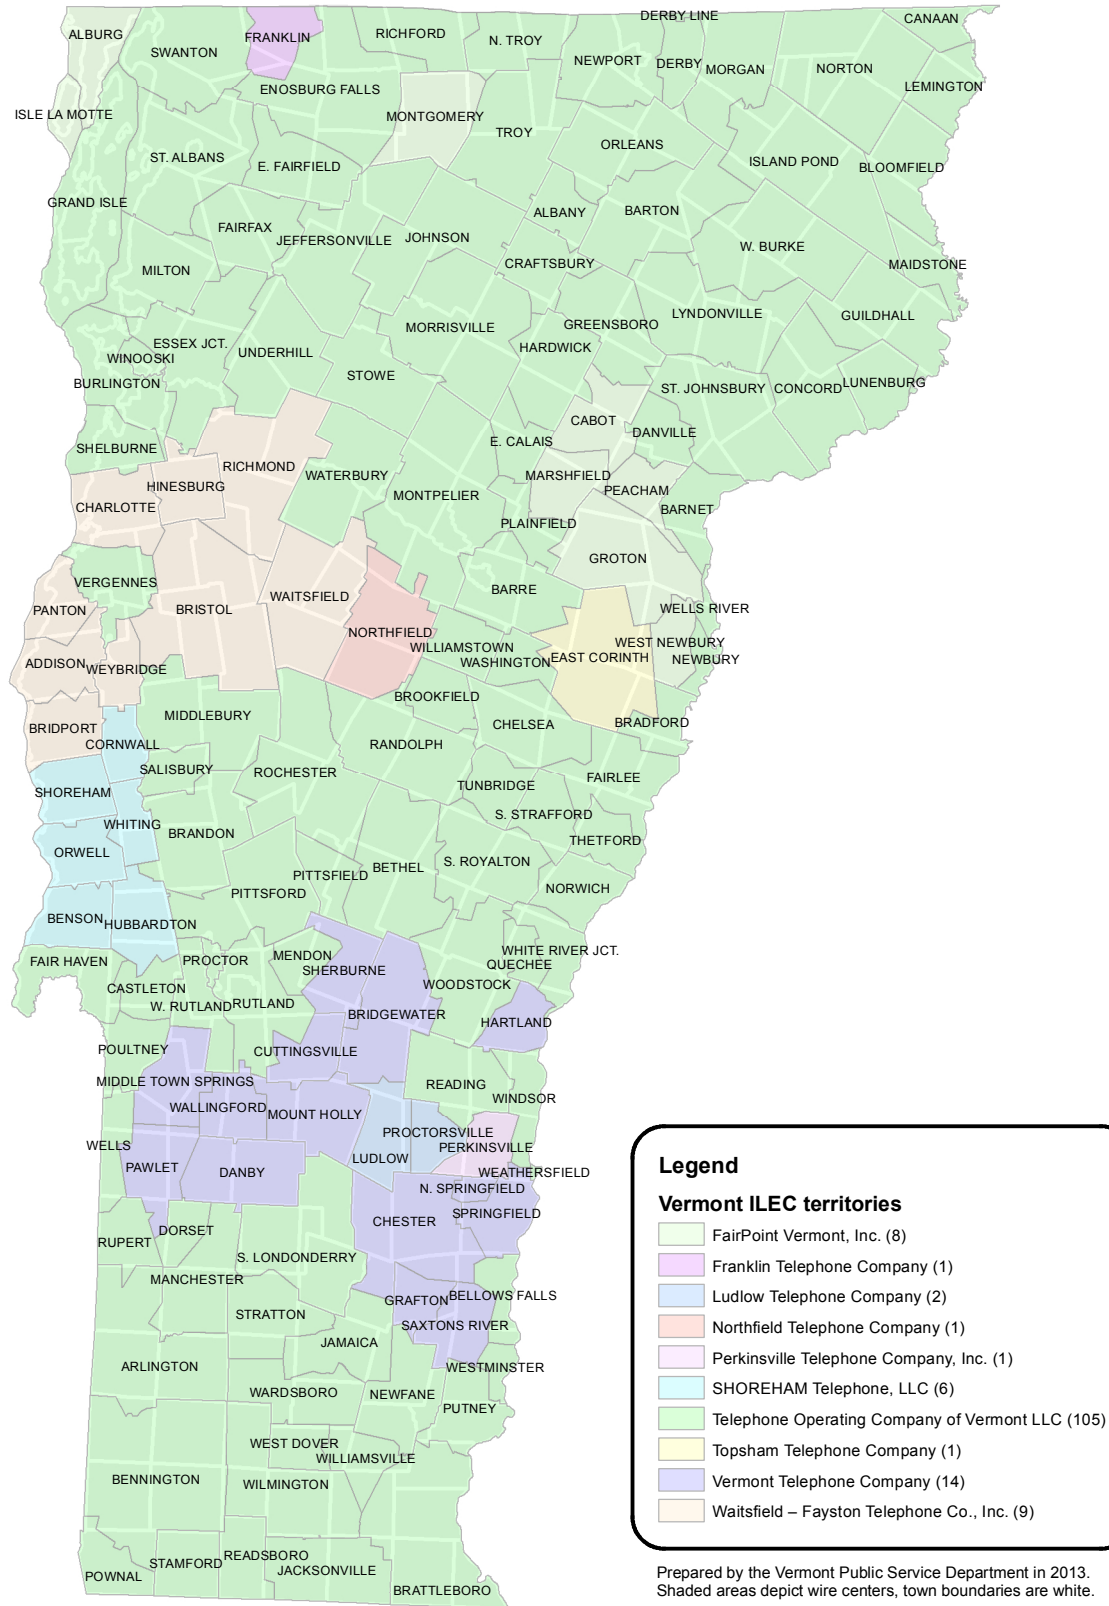 DERBY LINE
CANAAN
ALBURG
FRANKLIN
RICHFORD
N. TROY
SWANTON
NEWPORT
DERBY
MORGAN
NORTON
LEMINGTON
ENOSBURG FALLS
ISLE LA MOTTE
MONTGOMERY
TROY
ORLEANS
ST. ALBANS
E. FAIRFIELD
ISLAND POND
BLOOMFIELD
GRAND ISLE
ALBANY
BARTON
FAIRFAX
JEFFERSONVILLE
JOHNSON
W. BURKE
CRAFTSBURY
MAIDSTONE
MILTON
LYNDONVILLE
GUILDHALL
MORRISVILLE
GREENSBORO
ESSEX JCT.
HARDWICK
WINOOSKI
UNDERHILL
BURLINGTON
STOWE
ST. JOHNSBURY
CONCORD
LUNENBURG
CABOT
DANVILLE
SHELBURNE
E. CALAIS
RICHMOND
WATERBURY
MARSHFIELD
HINESBURG
MONTPELIER
PEACHAM
CHARLOTTE
BARNET
PLAINFIELD
GROTON
VERGENNES
BARRE
WAITSFIELD
PANTON
BRISTOL
WELLS RIVER
NORTHFIELD
WILLIAMSTOWN
WEST NEWBURY
ADDISON
WEYBRIDGE
WASHINGTON
EAST CORINTH
NEWBURY
BROOKFIELD
MIDDLEBURY
CHELSEA
BRADFORD
BRIDPORT
CORNWALL
RANDOLPH
SALISBURY
ROCHESTER
FAIRLEE
SHOREHAM
TUNBRIDGE
S. STRAFFORD
WHITING
BRANDON
THETFORD
ORWELL
S. ROYALTON
BETHEL
PITTSFIELD
PITTSFORD
NORWICH
BENSON
HUBBARDTON
WHITE RIVER JCT.
FAIR HAVEN
PROCTOR
MENDON
SHERBURNE
QUECHEE
WOODSTOCK
CASTLETON
W. RUTLAND
RUTLAND
BRIDGEWATER
HARTLAND
POULTNEY
CUTTINGSVILLE
MIDDLE TOWN SPRINGS
READING
WINDSOR
WALLINGFORD
MOUNT HOLLY
PROCTORSVILLE
WELLS
PERKINSVILLE
LUDLOW
PAWLET
DANBY
WEATHERSFIELD
N. SPRINGFIELD
CHESTER
SPRINGFIELD
DORSET
RUPERT
S. LONDONDERRY
MANCHESTER
GRAFTON
BELLOWS FALLS
STRATTON
SAXTONS RIVER
JAMAICA
ARLINGTON
WESTMINSTER
WARDSBORO
NEWFANE
PUTNEY
WEST DOVER
WILLIAMSVILLE
BENNINGTON
WILMINGTON
STAMFORD
READSBORO
JACKSONVILLE
POWNAL
BRATTLEBORO
Legend
Vermont ILEC territories
FairPoint Vermont, Inc. (8)
Franklin Telephone Company (1)
Ludlow Telephone Company (2)
Northfield Telephone Company (1)
Perkinsville Telephone Company, Inc. (1)
SHOREHAM Telephone, LLC (6)
Telephone Operating Company of Vermont LLC (105)
Topsham Telephone Company (1)
Vermont Telephone Company (14)
Waitsfield – Fayston Telephone Co., Inc. (9)
Prepared by the Vermont Public Service Department in 2013.
Shaded areas depict wire centers, town boundaries are white.